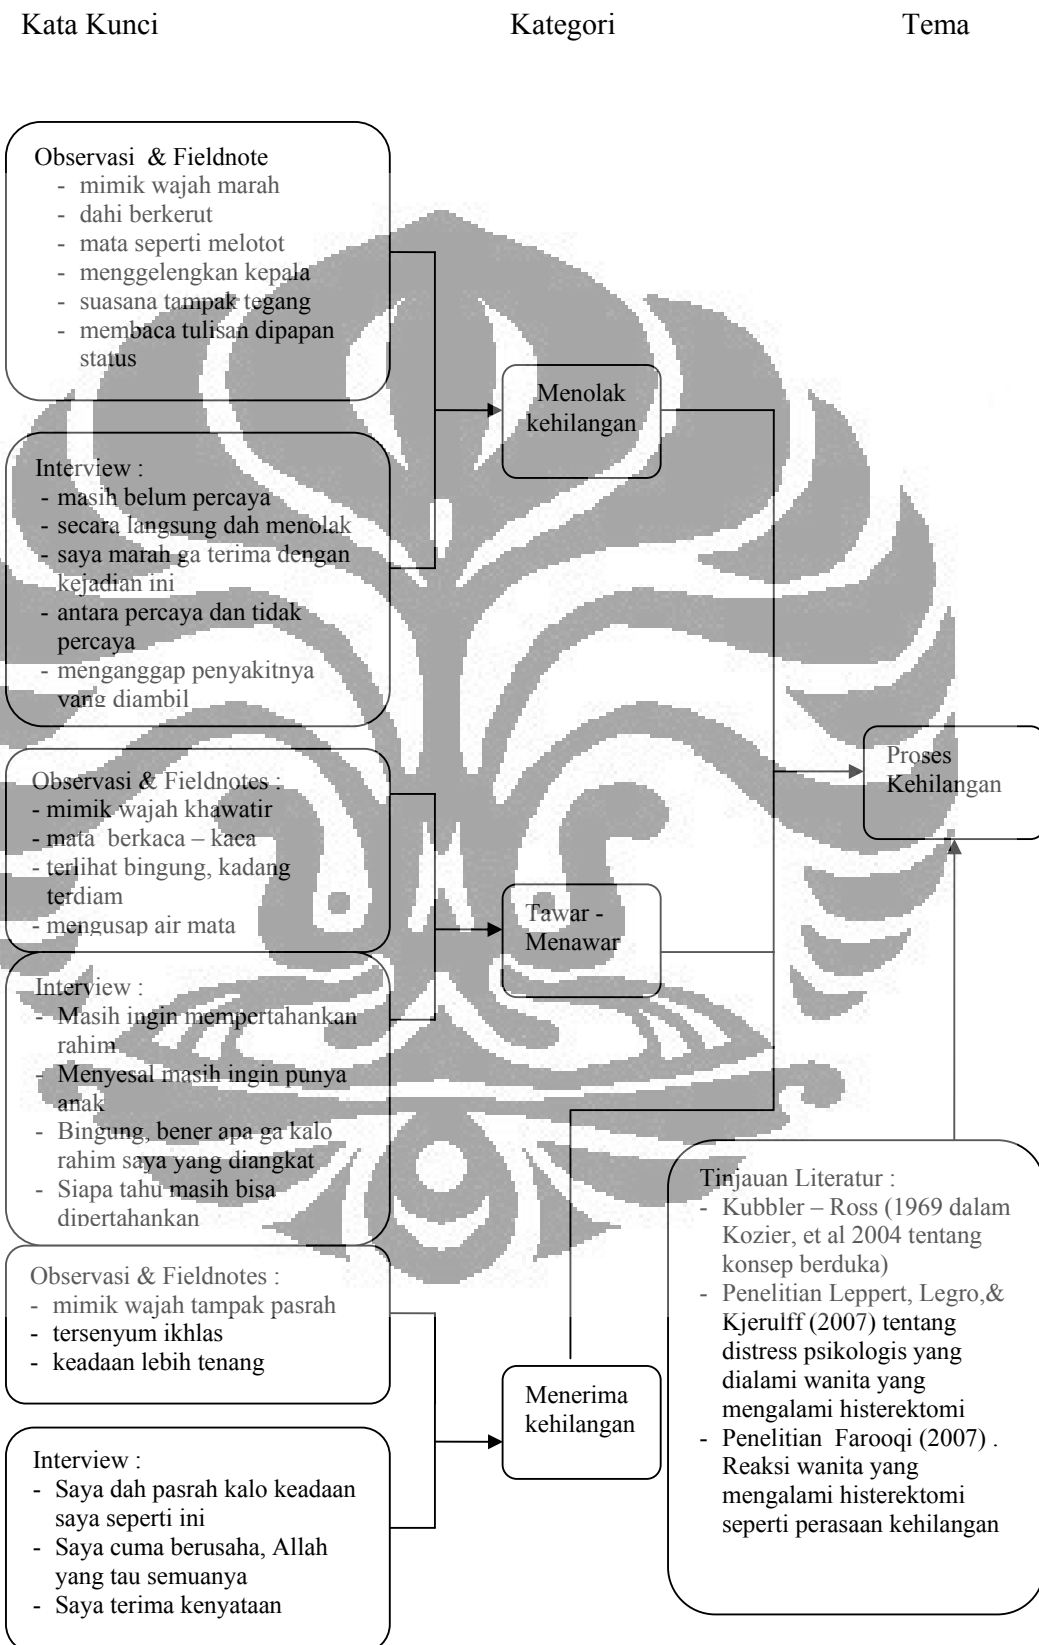 Kata Kunci
Kategori
Tema
Observasi & Fieldnote
- mimik wajah marah
- dahi berkerut
- mata seperti melotot
- menggelengkan kepala
- suasana tampak tegang
- membaca tulisan dipapan
status
Interview :
- masih belum percaya
- secara langsung dah menolak
- saya marah ga terima dengan
kejadian ini
- antara percaya dan tidak
percaya
- menganggap penyakitnya
yang diambil
Observasi & Fieldnotes :
- mimik wajah khawatir
- mata berkaca – kaca
- terlihat bingung, kadang
terdiam
- mengusap air mata
Interview :
- Masih ingin mempertahankan
rahim
- Menyesal masih ingin punya
anak
- Bingung, bener apa ga kalo
rahim saya yang diangkat
- Siapa tahu masih bisa
dipertahankan
Observasi & Fieldnotes :
- mimik wajah tampak pasrah
- tersenyum ikhlas
- keadaan lebih tenang
Interview :
- Saya dah pasrah kalo keadaan
saya seperti ini
- Saya cuma berusaha, Allah
yang tau semuanya
- Saya terima kenyataan
Menolak
kehilangan
Tawar -
Menawar
Menerima
kehilangan
Proses
Kehilangan
Tinjauan Literatur :
- Kubbler – Ross (1969 dalam
Kozier, et al 2004 tentang
konsep berduka)
- Penelitian Leppert, Legro,&
Kjerulff (2007) tentang
distress psikologis yang
dialami wanita yang
mengalami histerektomi
- Penelitian Farooqi (2007) .
Reaksi wanita yang
mengalami histerektomi
seperti perasaan kehilangan